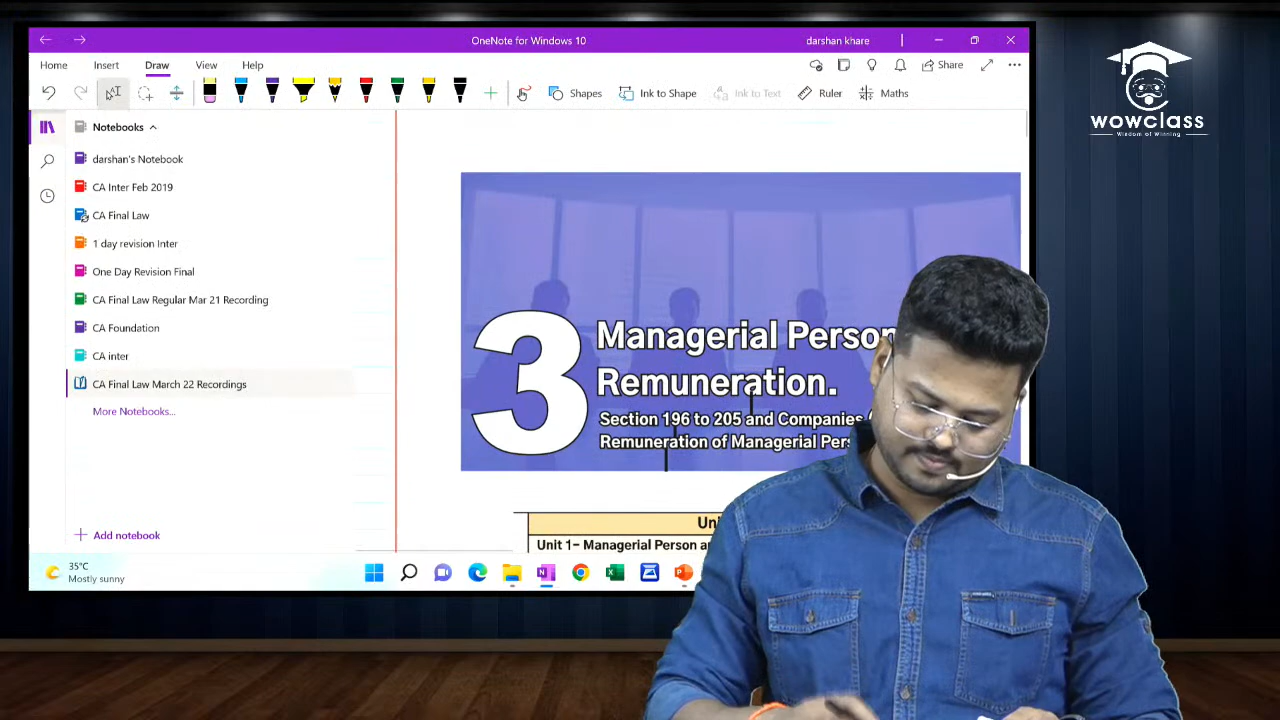 OneNote for Windows 10
darshan khare
Home Insert Draw View Help
Share
Shapes Ink to Shape Ink to Text Ruler Maths
Notebooks
darshan's Notebook
CA Inter Feb 2019
CA Final Law
1 day revision Inter
One Day Revision Final
CA Final Law Regular Mar 21 Recording
CA Foundation
CA inter
CA Final Law March 22 Recordings
More Notebooks...
Add notebook
3
Managerial Person
Remuneration.
Section 196 to 205 and Companies
Remuneration of Managerial
Unit 1- Managerial Person
35°C
Mostly sunny
wowclass
Wisdom of Winning